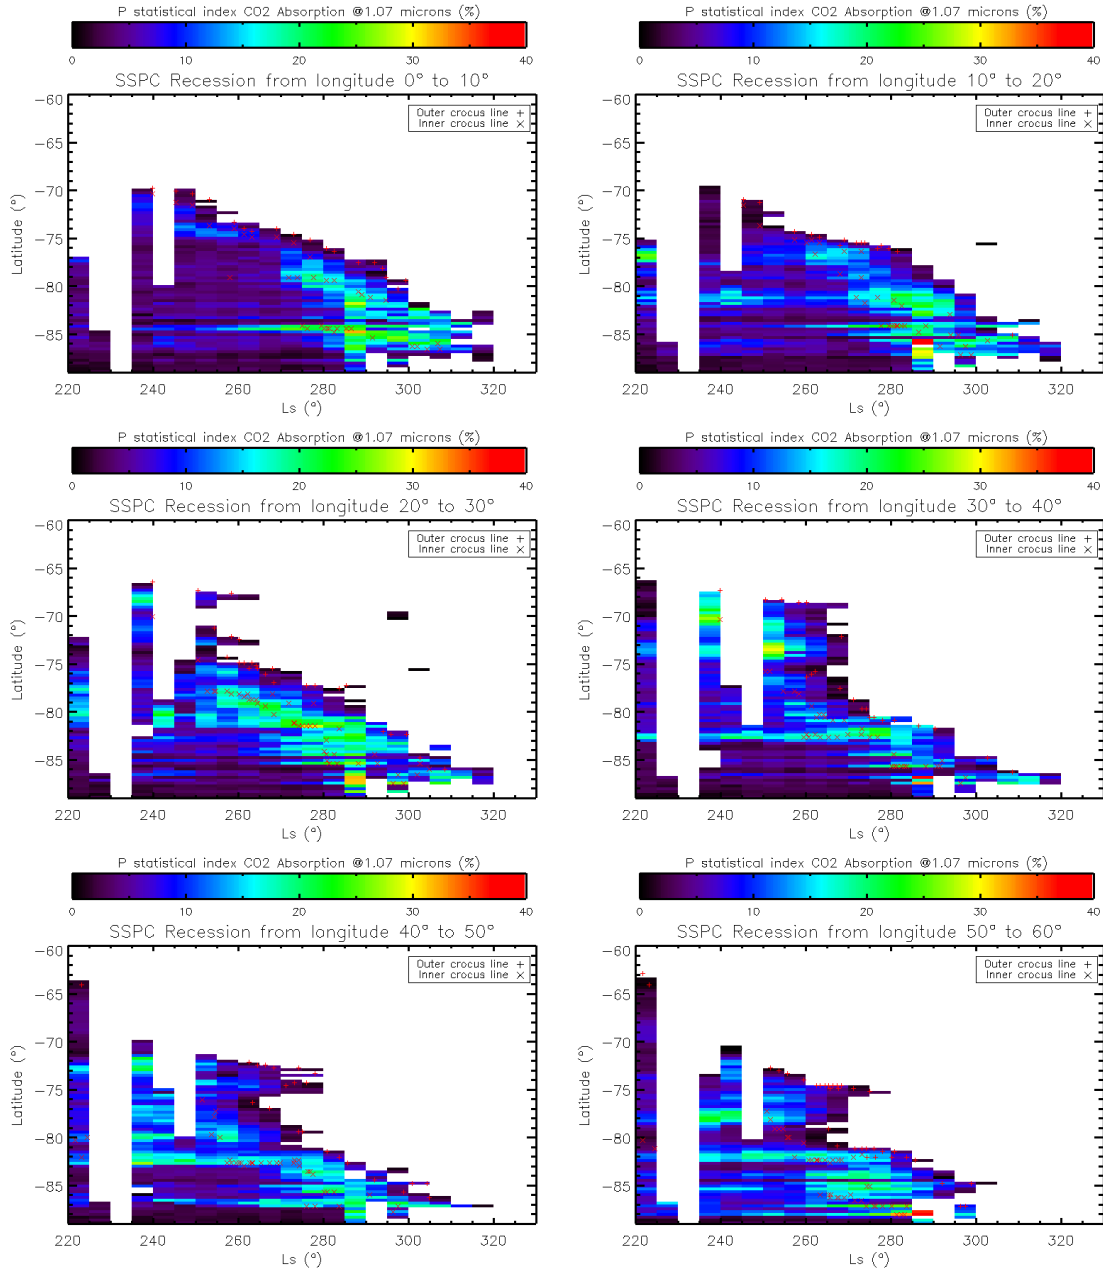 P statistical index CO2 Absorption @1.07 microns (%)
0 10 20 30 40
SSPC Recession from longitude 0° to 10°
Outer crocus line +
Inner crocus line ×
Latitude (°)
-60
-65
-70
-75
-80
-85
220 240 260 280 300 320
Ls (°)
P statistical index CO2 Absorption @1.07 microns (%)
0 10 20 30 40
SSPC Recession from longitude 10° to 20°
Outer crocus line +
Inner crocus line ×
Latitude (°)
-60
-65
-70
-75
-80
-85
220 240 260 280 300 320
Ls (°)
P statistical index CO2 Absorption @1.07 microns (%)
0 10 20 30 40
SSPC Recession from longitude 20° to 30°
Outer crocus line +
Inner crocus line ×
Latitude (°)
-60
-65
-70
-75
-80
-85
220 240 260 280 300 320
Ls (°)
P statistical index CO2 Absorption @1.07 microns (%)
0 10 20 30 40
SSPC Recession from longitude 30° to 40°
Outer crocus line +
Inner crocus line ×
Latitude (°)
-60
-65
-70
-75
-80
-85
220 240 260 280 300 320
Ls (°)
P statistical index CO2 Absorption @1.07 microns (%)
0 10 20 30 40
SSPC Recession from longitude 40° to 50°
Outer crocus line +
Inner crocus line ×
Latitude (°)
-60
-65
-70
-75
-80
-85
220 240 260 280 300 320
Ls (°)
P statistical index CO2 Absorption @1.07 microns (%)
0 10 20 30 40
SSPC Recession from longitude 50° to 60°
Outer crocus line +
Inner crocus line ×
Latitude (°)
-60
-65
-70
-75
-80
-85
220 240 260 280 300 320
Ls (°)